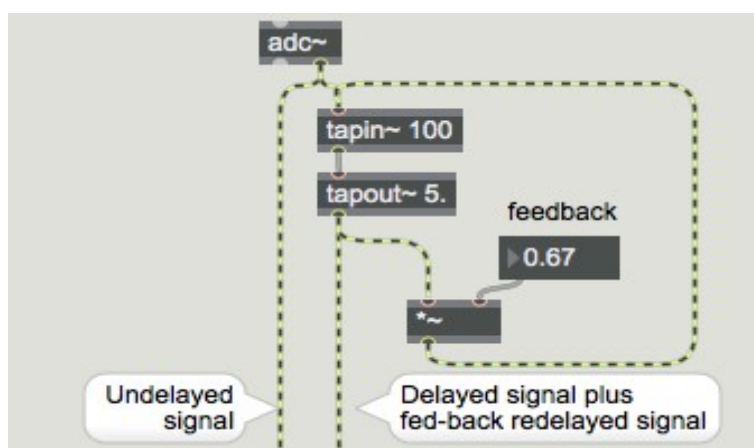 adc~
tapin~ 100
tapout~ 5.
feedback
0.67
*~
Undelayed
signal
Delayed signal plus
fed-back redelayed signal